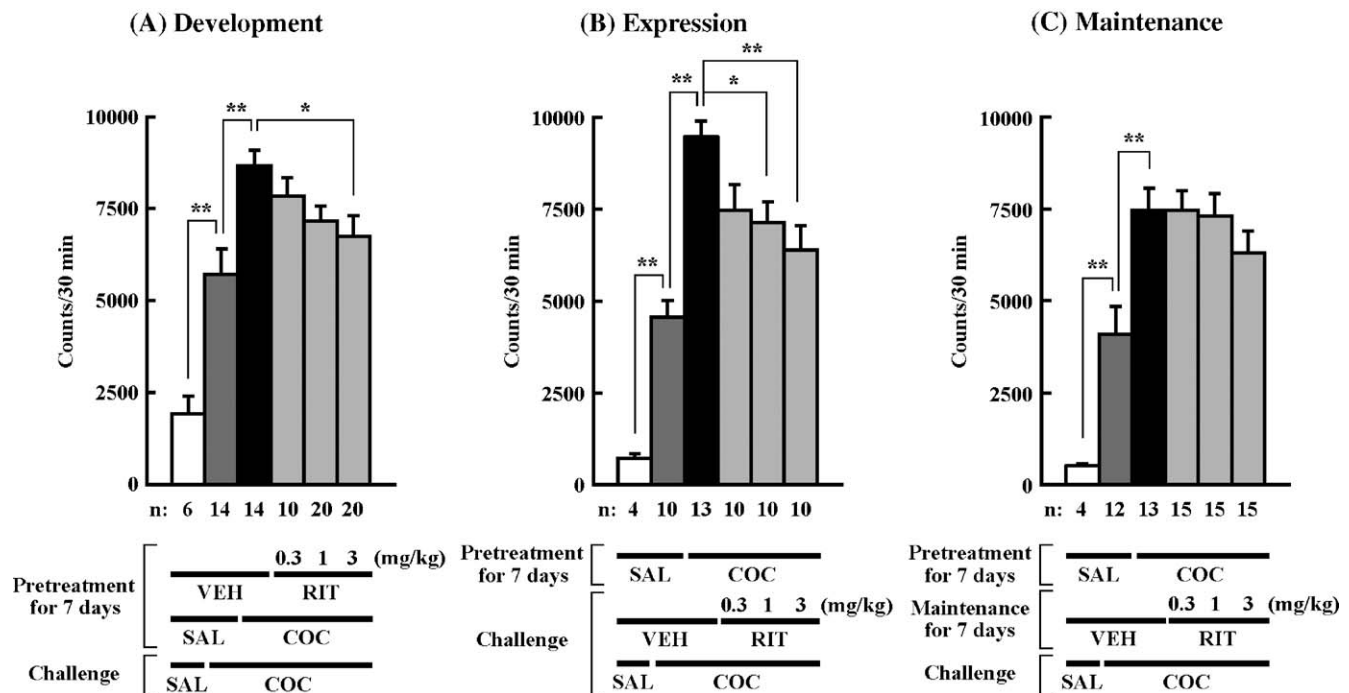 (A) Development
(B) Expression
(C) Maintenance
Counts/30 min
10000
7500
5000
2500
0
**
**
*
n: 6 14 14 10 20 20
Pretreatment for 7 days
0.3 1 3 (mg/kg)
VEH RIT
SAL COC
Challenge
SAL COC
Counts/30 min
10000
7500
5000
2500
0
**
**
*
**
n: 4 10 13 10 10 10
Pretreatment for 7 days
SAL COC
Challenge
0.3 1 3 (mg/kg)
VEH RIT
SAL COC
Counts/30 min
10000
7500
5000
2500
0
**
**
n: 4 12 13 15 15 15
Pretreatment for 7 days
SAL COC
Maintenance for 7 days
0.3 1 3 (mg/kg)
VEH RIT
Challenge
SAL COC